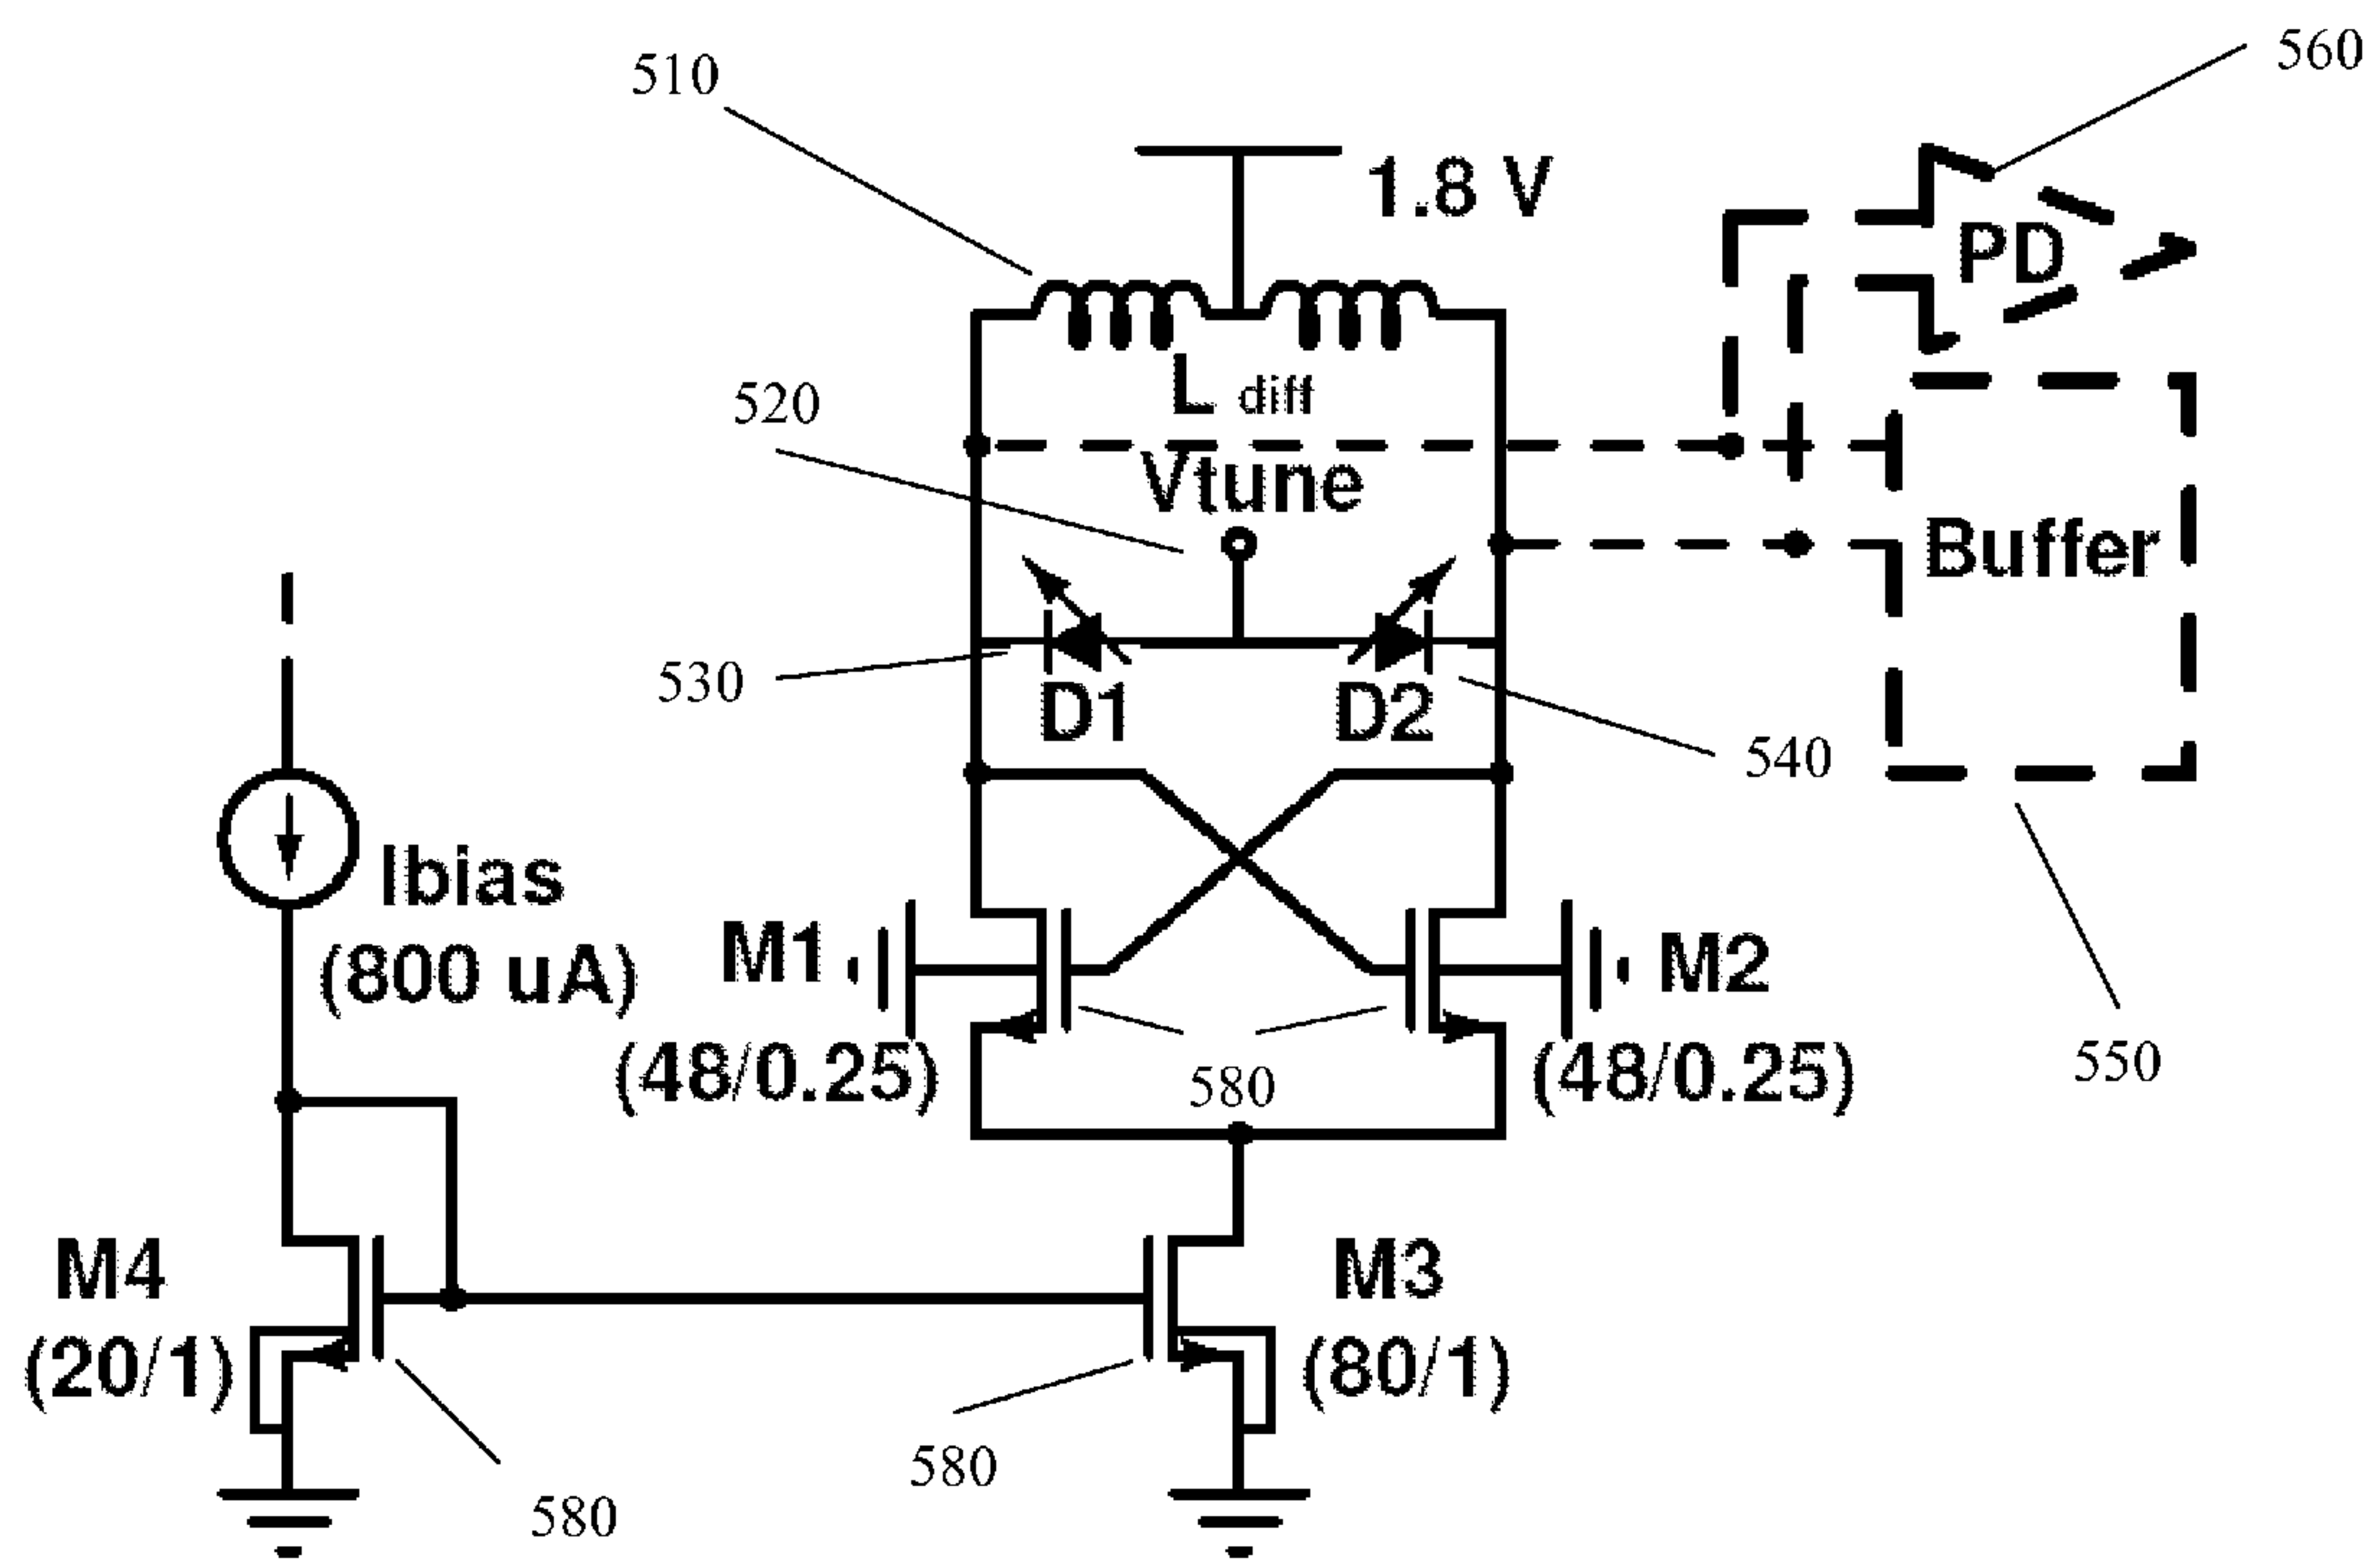 560
510
1.8 V
PD
L diff
520
Vtune
Buffer
530
D1
D2
540
Ibias
(800 uA)
M1
M2
(48/0.25)
(48/0.25)
580
550
M4
(20/1)
M3
(80/1)
580
580